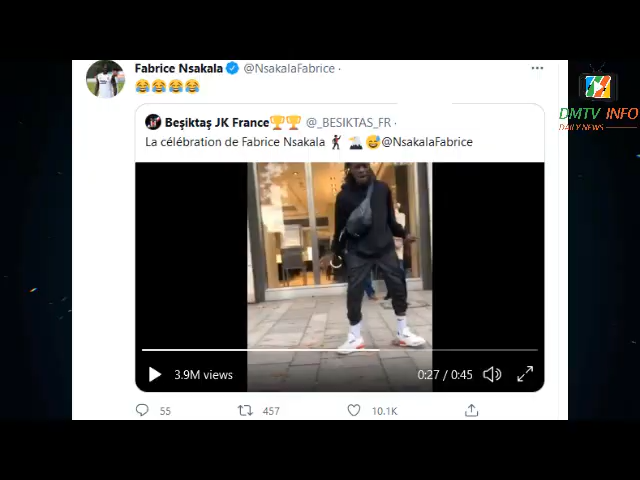 Fabrice Nsakala @NsakalaFabrice ·
😂😂😂😂
Beşiktaş JK France🏆🏆 @_BESIKTAS_FR ·
La célébration de Fabrice Nsakala 🕺🏿 🦅 😅@NsakalaFabrice
3.9M views
0:27 / 0:45
55
457
10.1K
DMTV INFO
DAILY NEWS